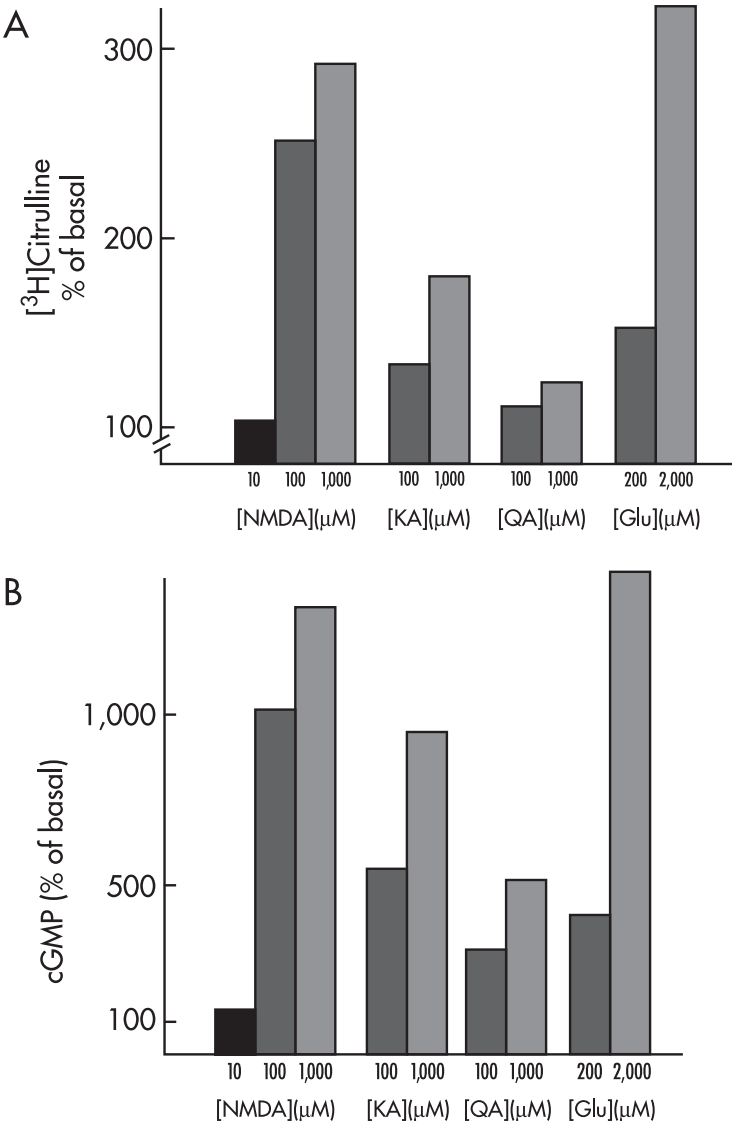 A
300
200
100
[³H]Citrulline
% of basal
10 100 1,000 100 1,000 100 1,000 200 2,000
[NMDA](μM) [KA](μM) [QA](μM) [Glu](μM)
B
1,000
500
100
cGMP (% of basal)
10 100 1,000 100 1,000 100 1,000 200 2,000
[NMDA](μM) [KA](μM) [QA](μM) [Glu](μM)